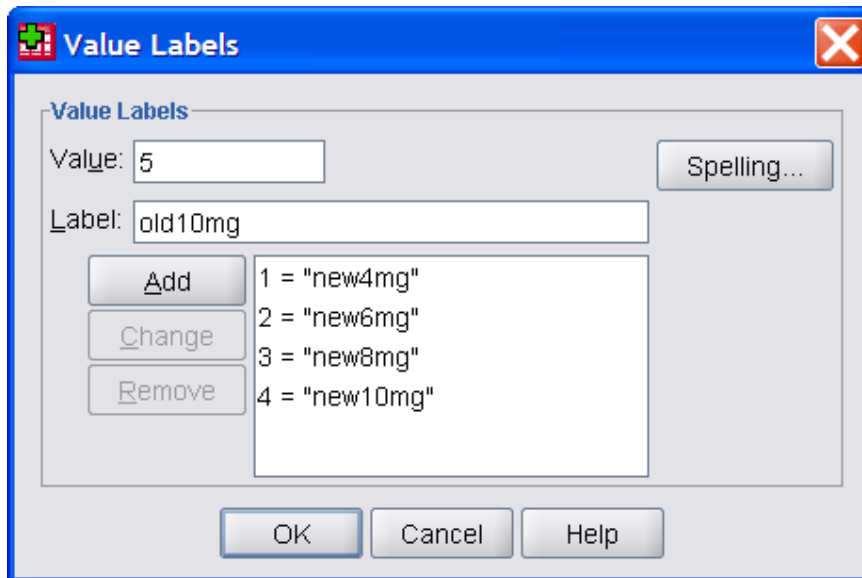 Value Labels
Value Labels
Value: 5
Spelling...
Label: old10mg
Add
Change
Remove
1 = "new4mg"
2 = "new6mg"
3 = "new8mg"
4 = "new10mg"
OK Cancel Help